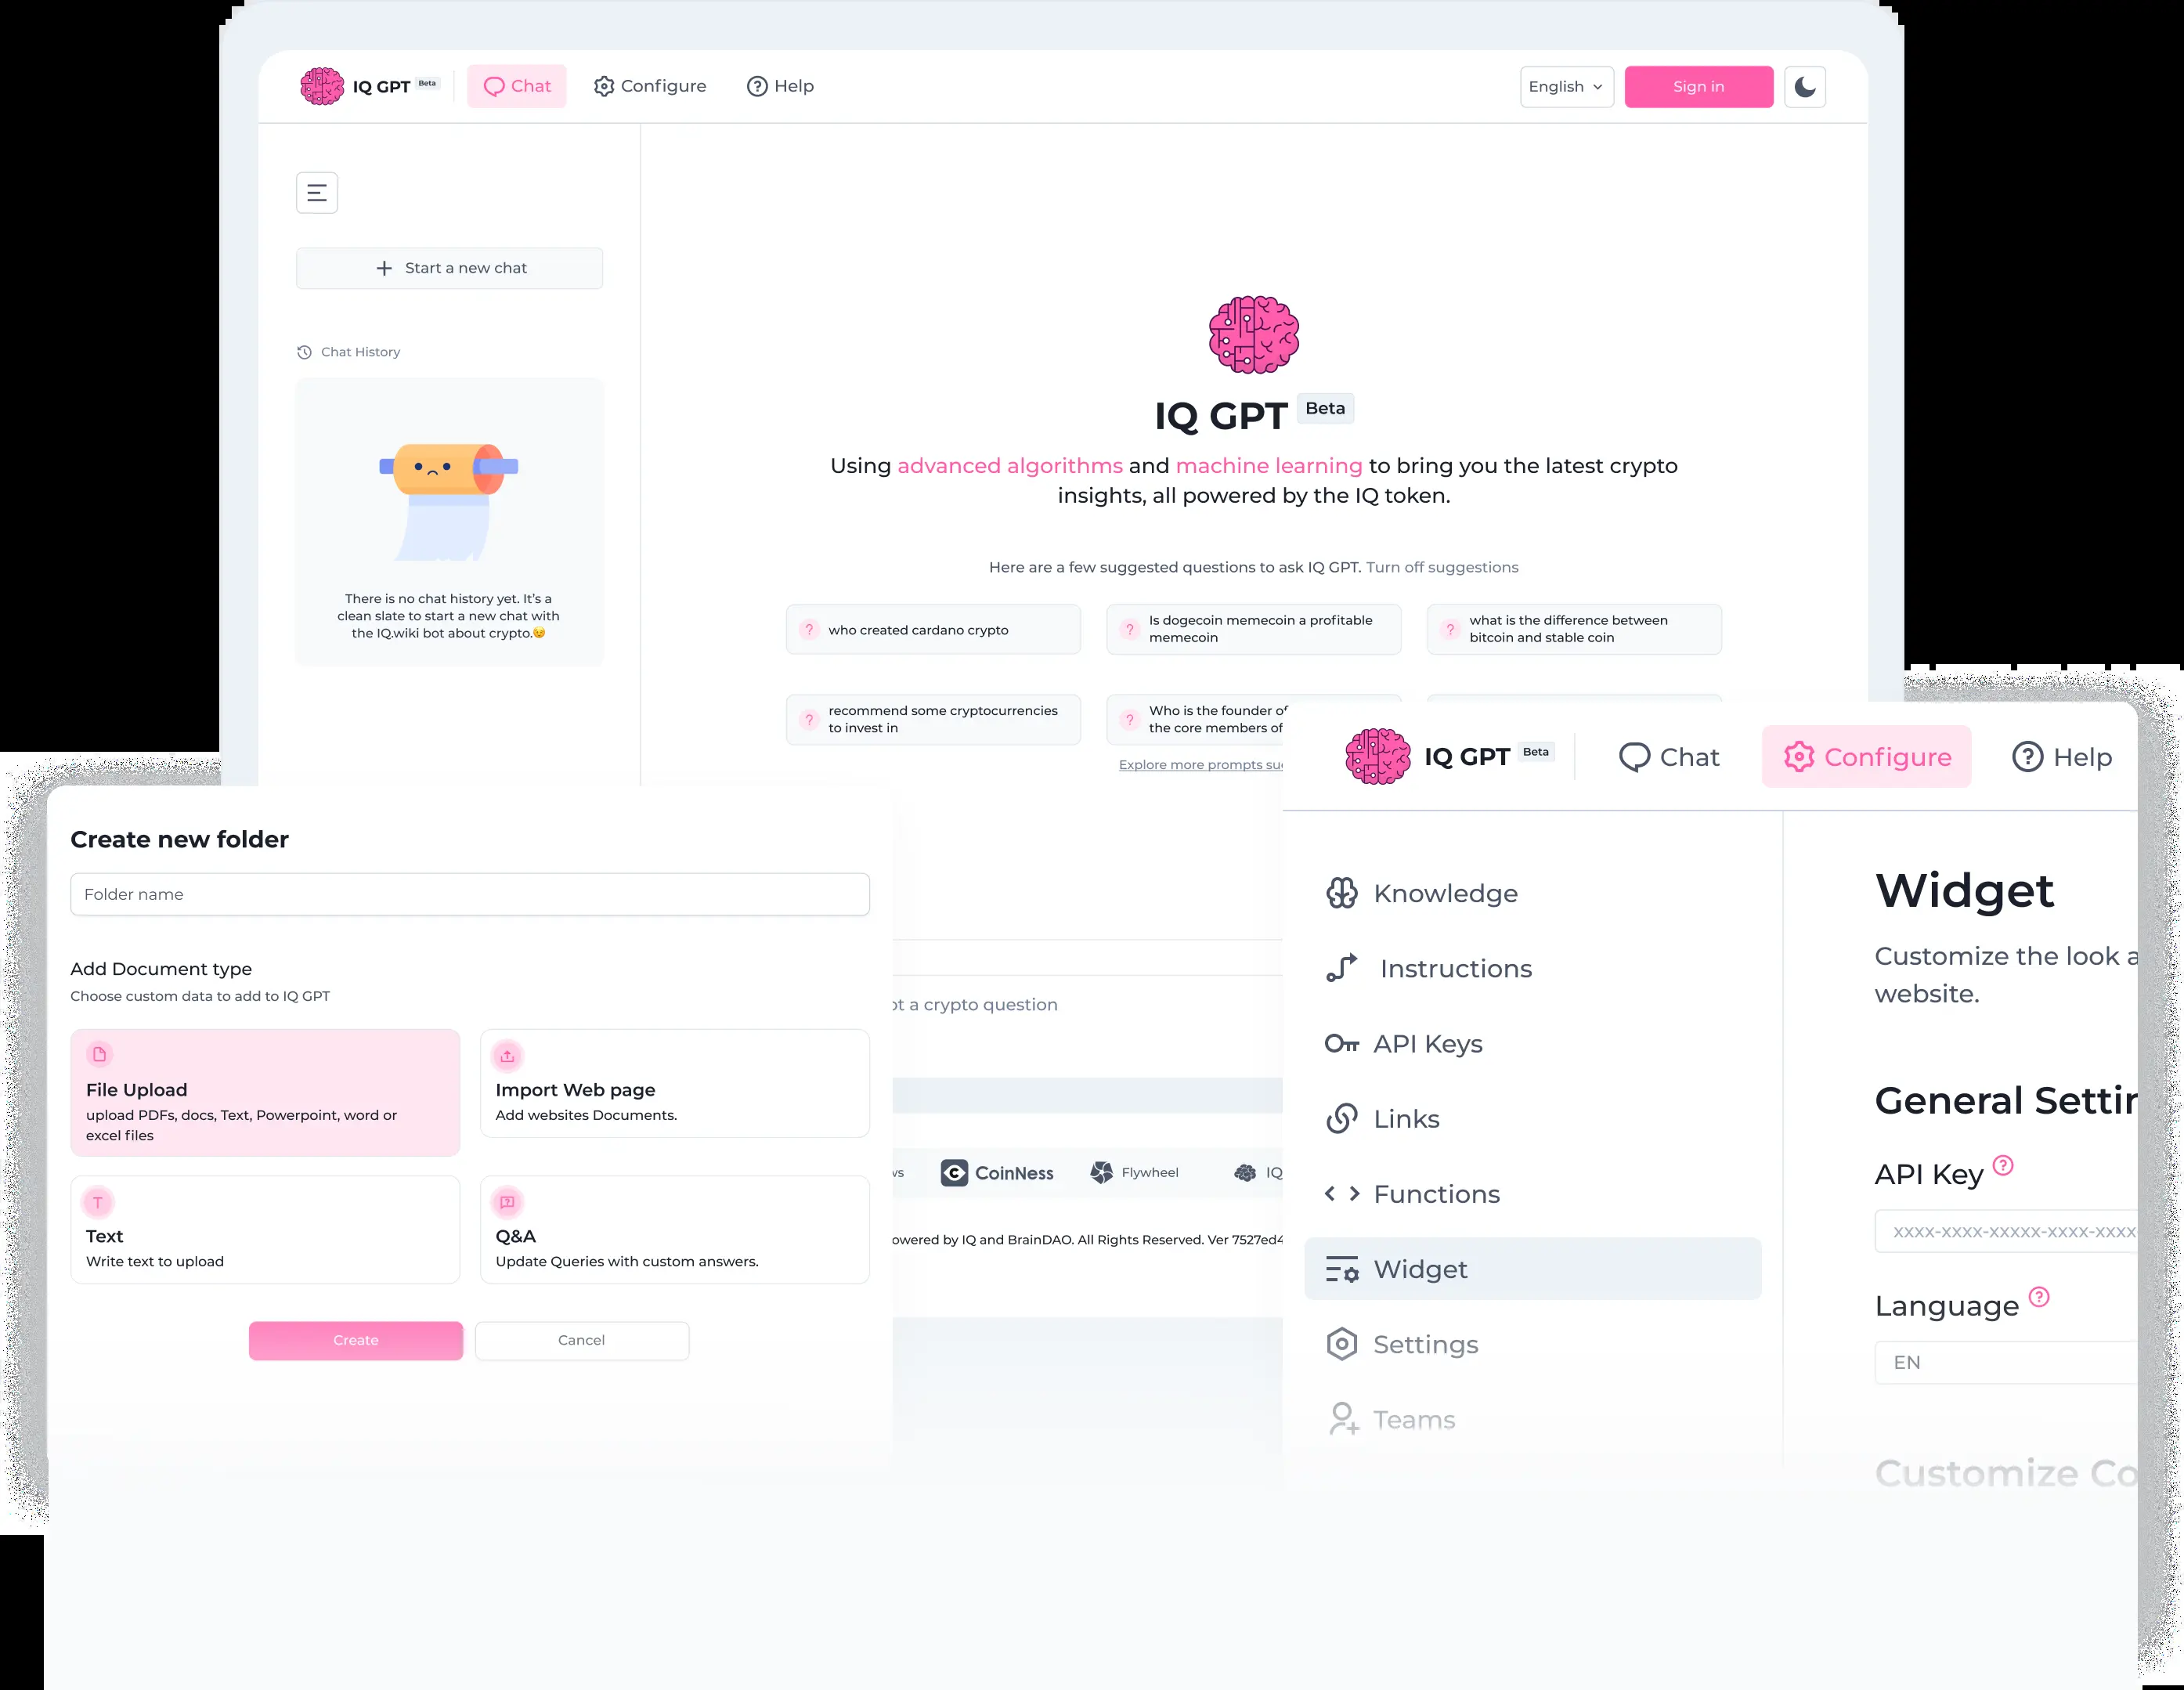 IQ GPT Beta
Chat
Configure
Help
English
Sign in
Start a new chat
Chat History
There is no chat history yet. It's a
clean slate to start a new chat with
the IQ.wiki bot about crypto.😉
IQ GPT Beta
Using advanced algorithms and machine learning to bring you the latest crypto
insights, all powered by the IQ token.
Here are a few suggested questions to ask IQ GPT. Turn off suggestions
who created cardano crypto
Is dogecoin memecoin a profitable
memecoin
what is the difference between
bitcoin and stable coin
recommend some cryptocurrencies
to invest in
Who is the founder of
the core members of
Explore more prompts
a crypto question
CoinNess
Flywheel
IQ
by IQ and BrainDAO. All Rights Reserved. Ver 7527ed4
Create new folder
Folder name
Add Document type
Choose custom data to add to IQ GPT
File Upload
upload PDFs, docs, Text, Powerpoint, word or
excel files
Import Web page
Add websites Documents.
Text
Write text to upload
Q&A
Update Queries with custom answers.
Create
Cancel
IQ GPT Beta
Chat
Configure
Help
Knowledge
Instructions
API Keys
Links
Functions
Widget
Settings
Teams
Widget
Customize the look
website.
General
API Key
xxxx-xxxx-xxxxx-xxxx-xxxx
Language
EN
Customize